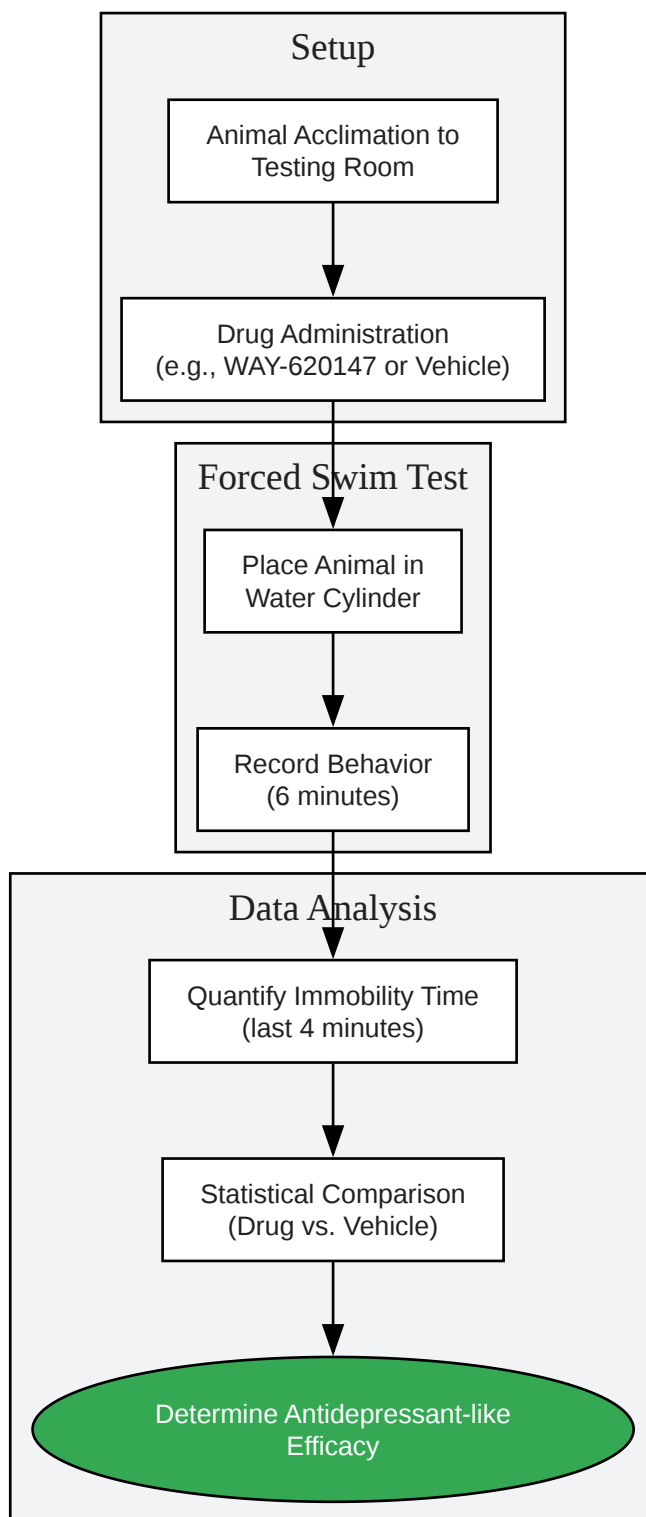 Setup
Animal Acclimation to
Testing Room
Drug Administration
(e.g., WAY-620147 or Vehicle)
Forced Swim Test
Place Animal in
Water Cylinder
Record Behavior
(6 minutes)
Data Analysis
Quantify Immobility Time
(last 4 minutes)
Statistical Comparison
(Drug vs. Vehicle)
Determine Antidepressant-like
Efficacy